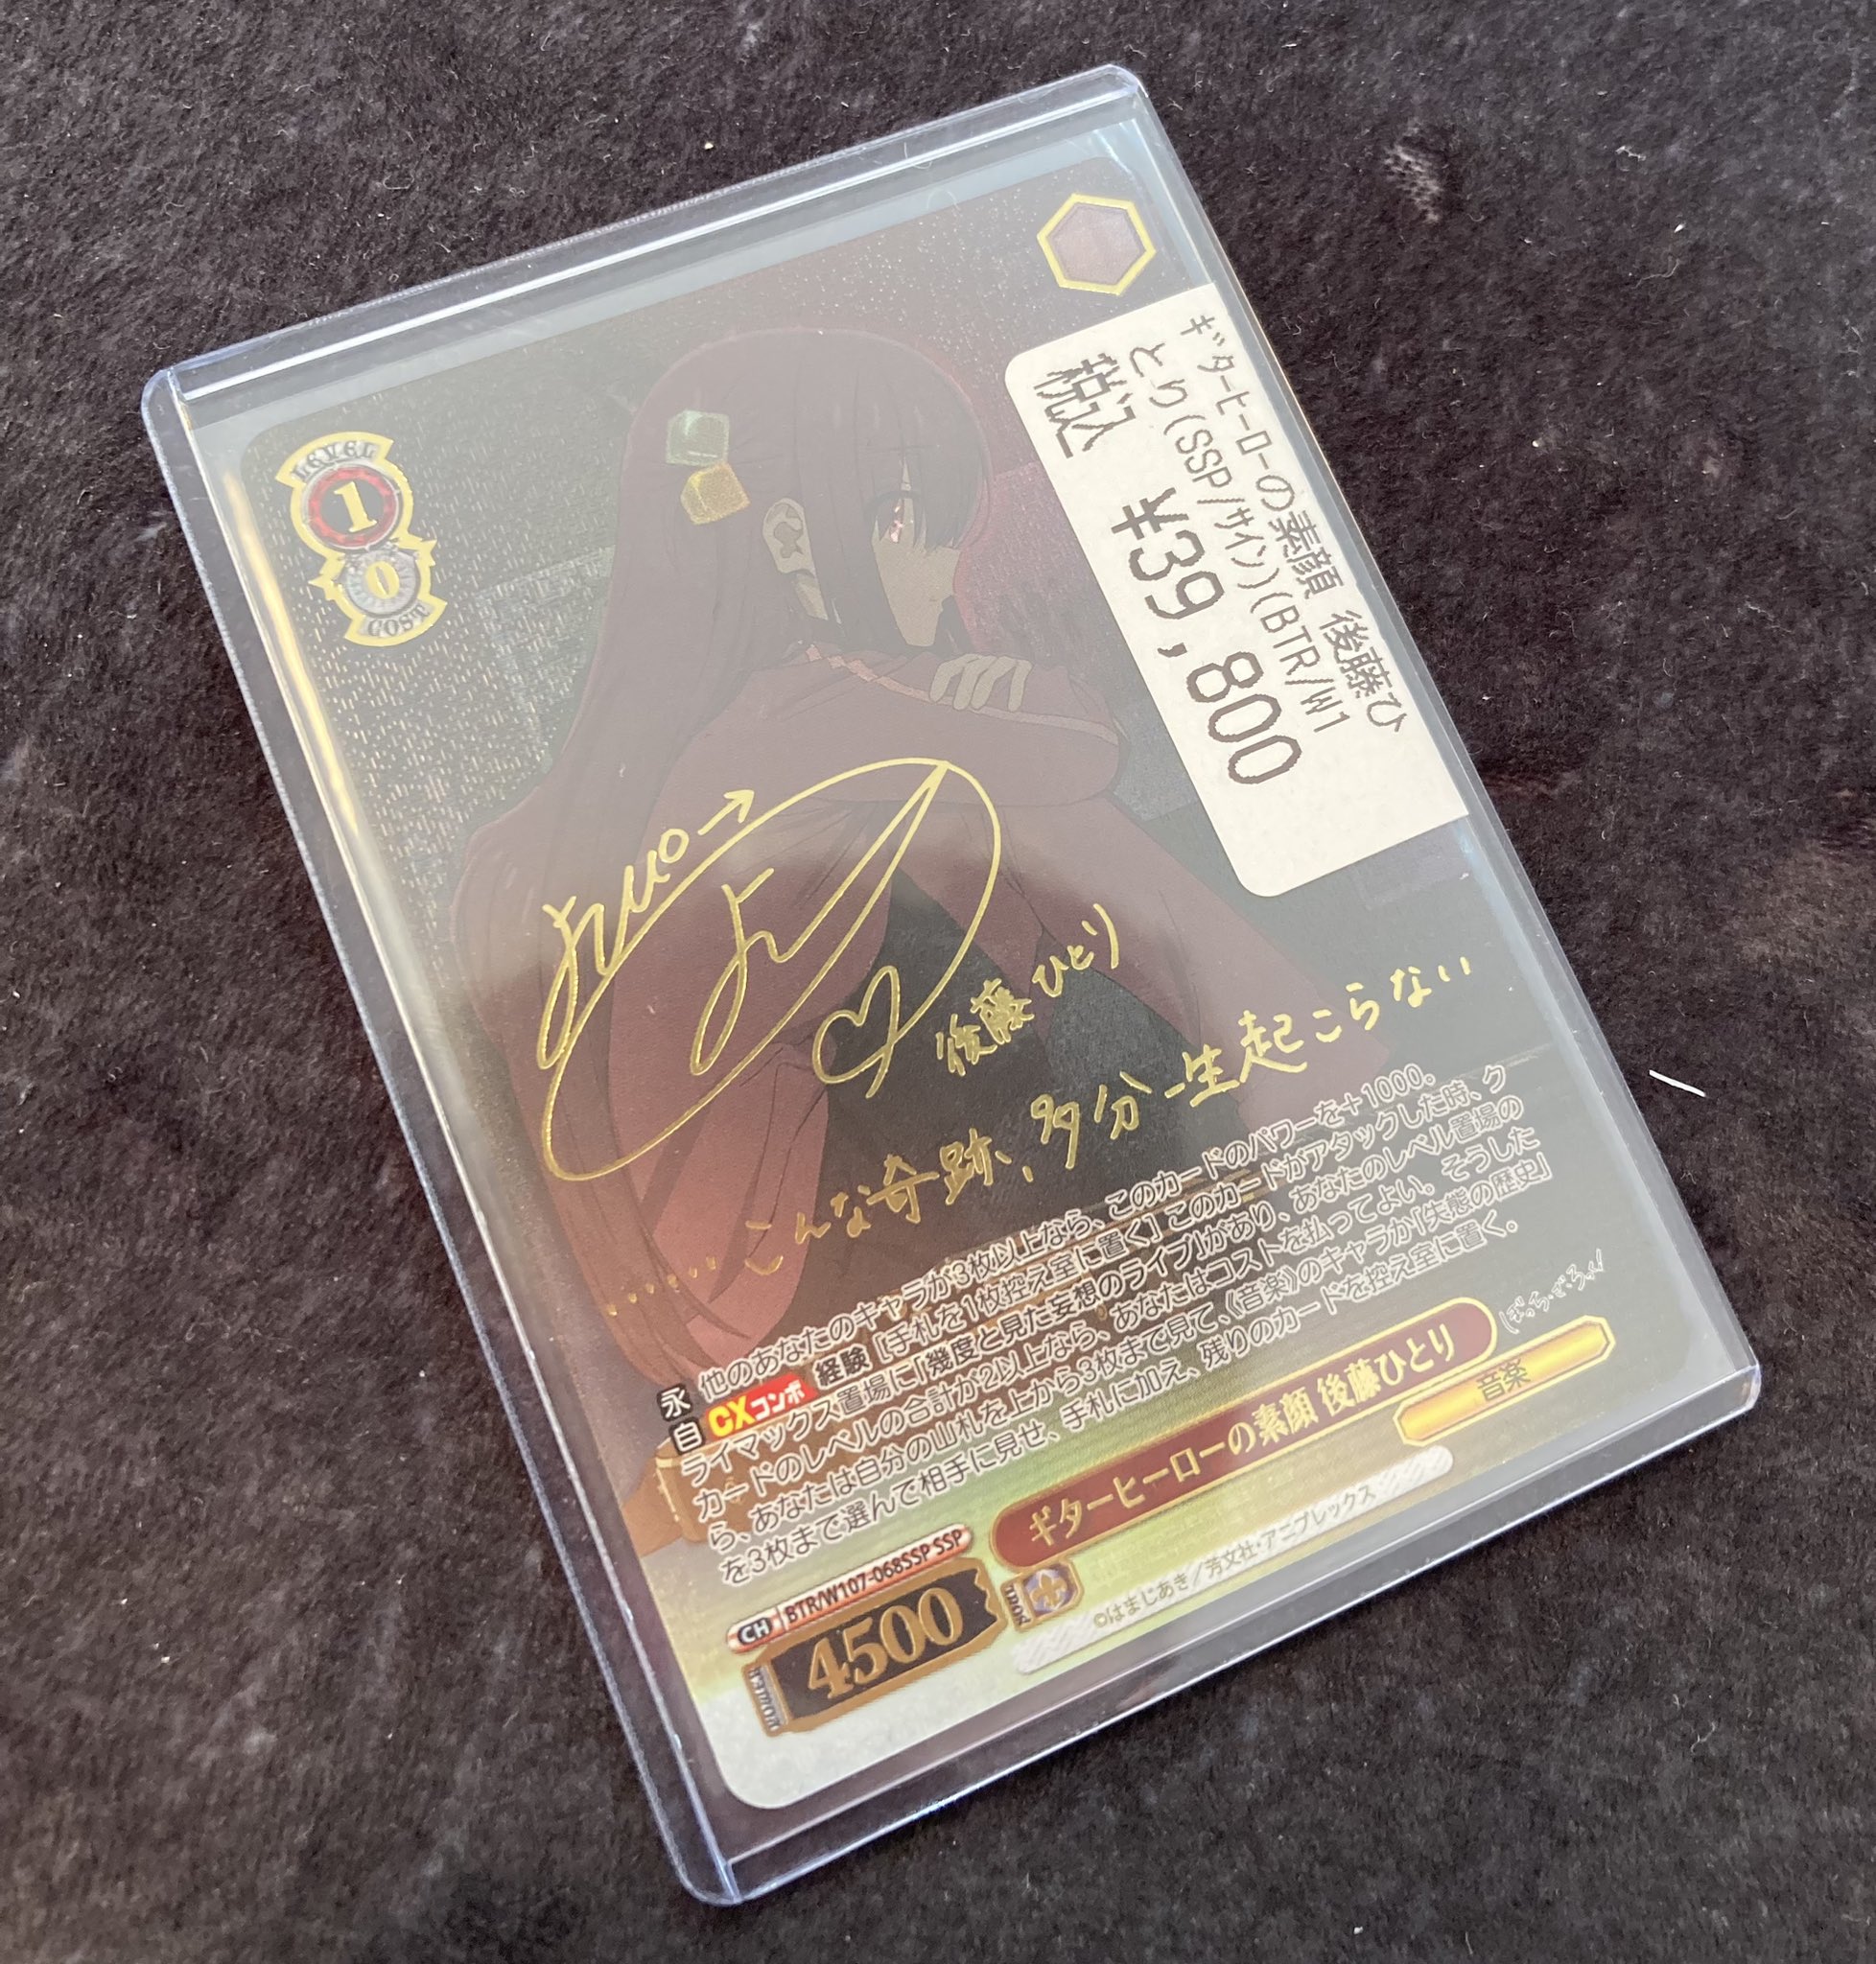 LEVEL
1
0
COST
ギターヒーローの素顔 後藤ひ
とり(SSP/サイン)(BTR/W1
税込 ¥39,800
後藤ひとり
……こんな奇跡、多分一生起こらない
永 他のあなたのキャラが3枚以上なら、このカードのパワーを+1000。
自 CXコンボ 経験 [手札を1枚控え室に置く] このカードがアタックした時、ク
ライマックス置場に「幾度と見た妄想のライブ」があり、あなたのレベル置場の
カードのレベルの合計が2以上なら、あなたはコストを払ってよい。そうした
ら、あなたは自分の山札を上から3枚まで見て、《音楽》のキャラか「失態の歴史」
を3枚まで選んで相手に見せ、手札に加え、残りのカードを控え室に置く。
ぼっち・ざ・ろっく!
ギターヒーローの素顔 後藤ひとり
音楽
CH BTR/W107-068SSP SSP
POWER 4500
SOUL
©はまじあき/芳文社・アニプレックス